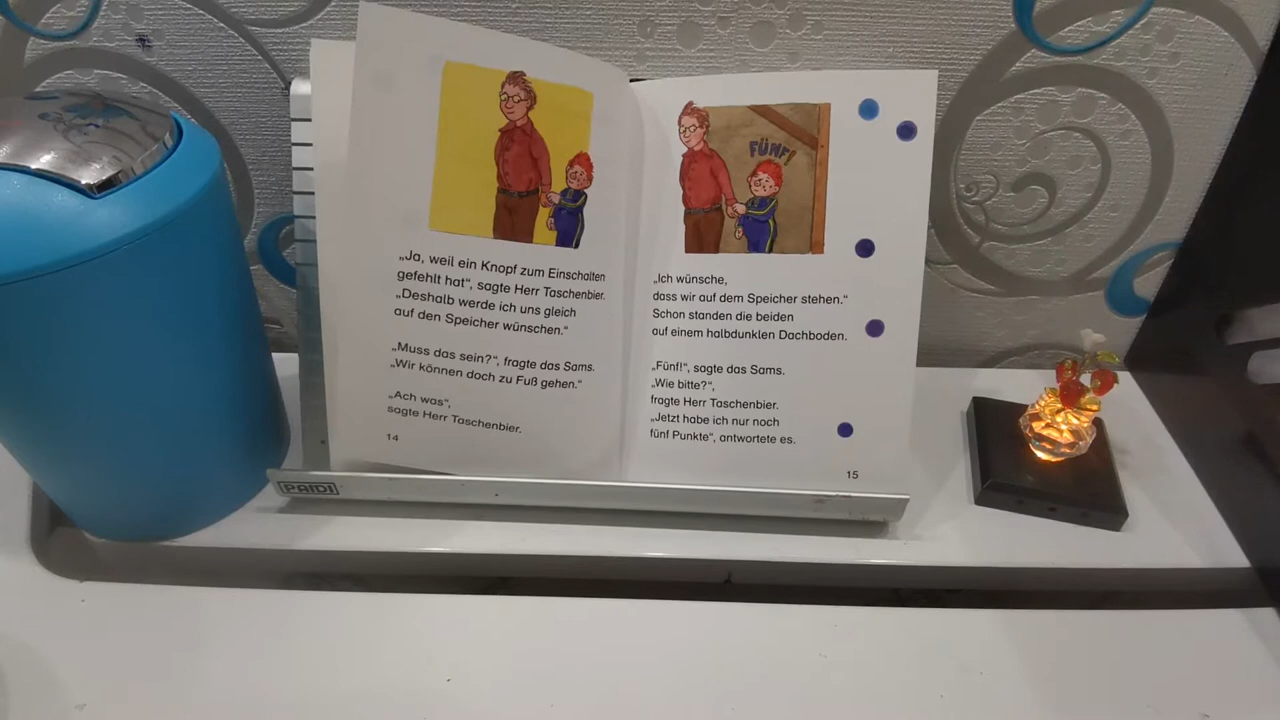 „Ja, weil ein Knopf zum Einschalten
gefehlt hat“, sagte Herr Taschenbier.
„Deshalb werde ich uns gleich
auf den Speicher wünschen.“
„Muss das sein?“, fragte das Sams.
„Wir können doch zu Fuß gehen.“
„Ach was“,
sagte Herr Taschenbier.
14
FÜNF!
„Ich wünsche,
dass wir auf dem Speicher stehen.“
Schon standen die beiden
auf einem halbdunklen Dachboden.
„Fünf!“, sagte das Sams.
„Wie bitte?“,
fragte Herr Taschenbier.
„Jetzt habe ich nur noch
fünf Punkte“, antwortete es.
15
PAIDI